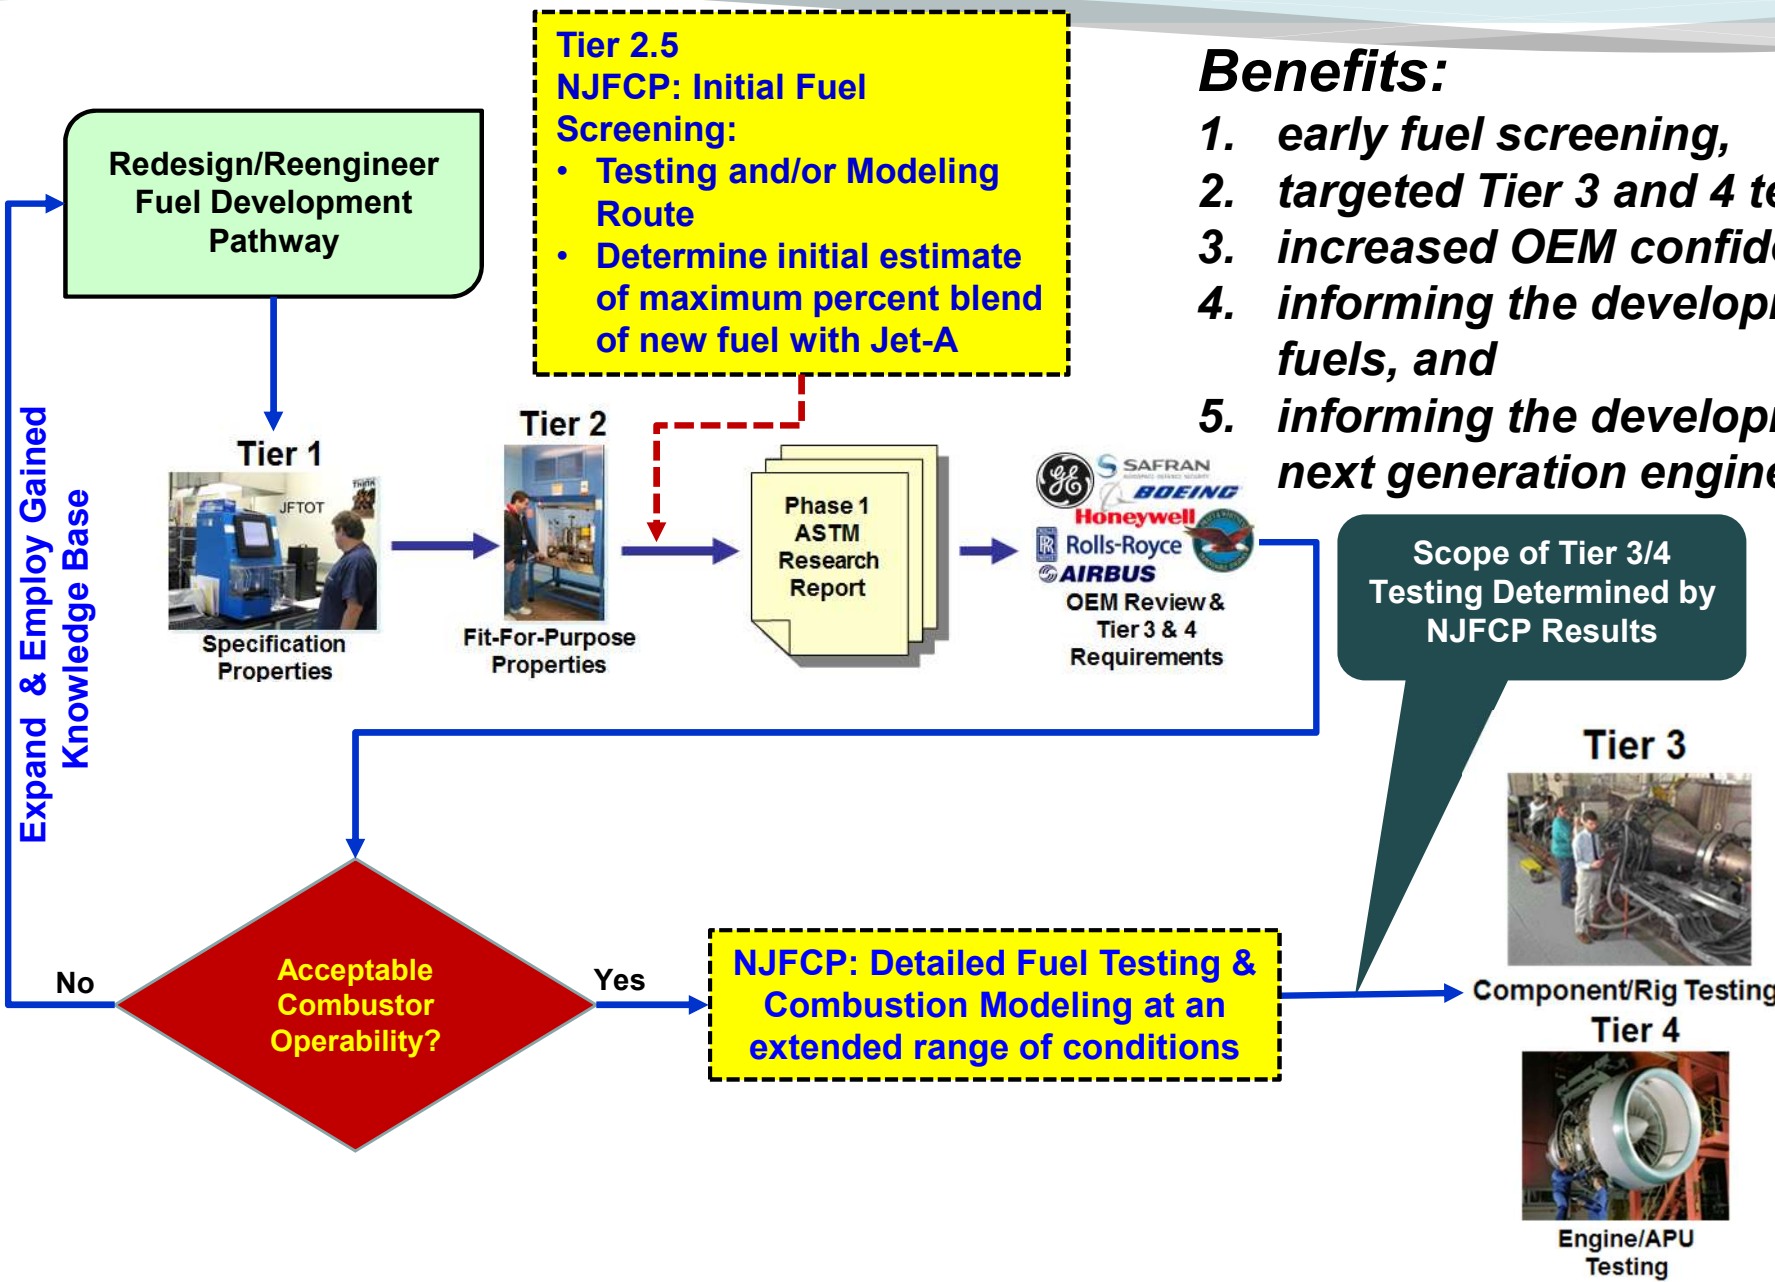 Tier 2.5
NJFCP: Initial Fuel
Screening:
• Testing and/or Modeling
Route
• Determine initial estimate
of maximum percent blend
of new fuel with Jet-A
Benefits:
1. early fuel screening,
2. targeted Tier 3 and 4 te
3. increased OEM confide
4. informing the develop
fuels, and
5. informing the develop
next generation engine
Redesign/Reengineer
Fuel Development
Pathway
Expand & Employ Gained
Knowledge Base
Tier 1
JFTOT
Specification
Properties
Tier 2
Fit-For-Purpose
Properties
Phase 1
ASTM
Research
Report
GE
SAFRAN
BOEING
Honeywell
Rolls-Royce
AIRBUS
OEM Review &
Tier 3 & 4
Requirements
Scope of Tier 3/4
Testing Determined by
NJFCP Results
Tier 3
Component/Rig Testing
Tier 4
Engine/APU
Testing
No
Acceptable
Combustor
Operability?
Yes
NJFCP: Detailed Fuel Testing &
Combustion Modeling at an
extended range of conditions